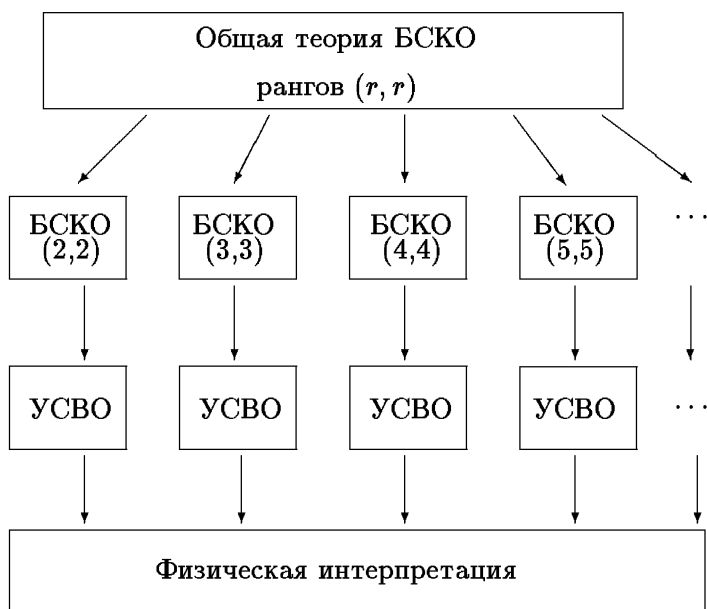 Общая теория БСКО
рангов (r, r)
БСКО
(2,2)
БСКО
(3,3)
БСКО
(4,4)
БСКО
(5,5)
...
УСВО
УСВО
УСВО
УСВО
...
Физическая интерпретация